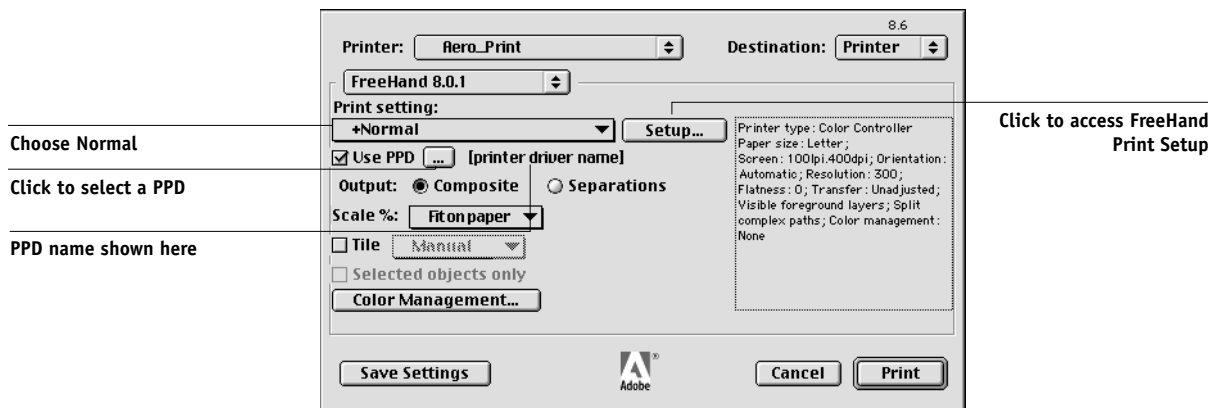 8.6
Printer: Aero_Print
Destination: Printer
FreeHand 8.0.1
Print setting:
+Normal
Setup...
Use PPD ... [printer driver name]
Output: Composite Separations
Scale %: Fit on paper
Tile Manual
Selected objects only
Color Management...
Printer type: Color Controller
Paper size: Letter;
Screen: 100lpi.400dpi; Orientation:
Automatic; Resolution: 300;
Flatness: 0; Transfer: Unadjusted;
Visible foreground layers; Split
complex paths; Color management:
None
Save Settings
Adobe
®
Cancel
Print
Choose Normal
Click to select a PPD
PPD name shown here
Click to access FreeHand
Print Setup